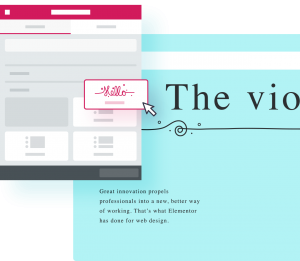 hello
The vio
Great innovation propels
professionals into a new, better way
of working. That's what Elementor
has done for web design.